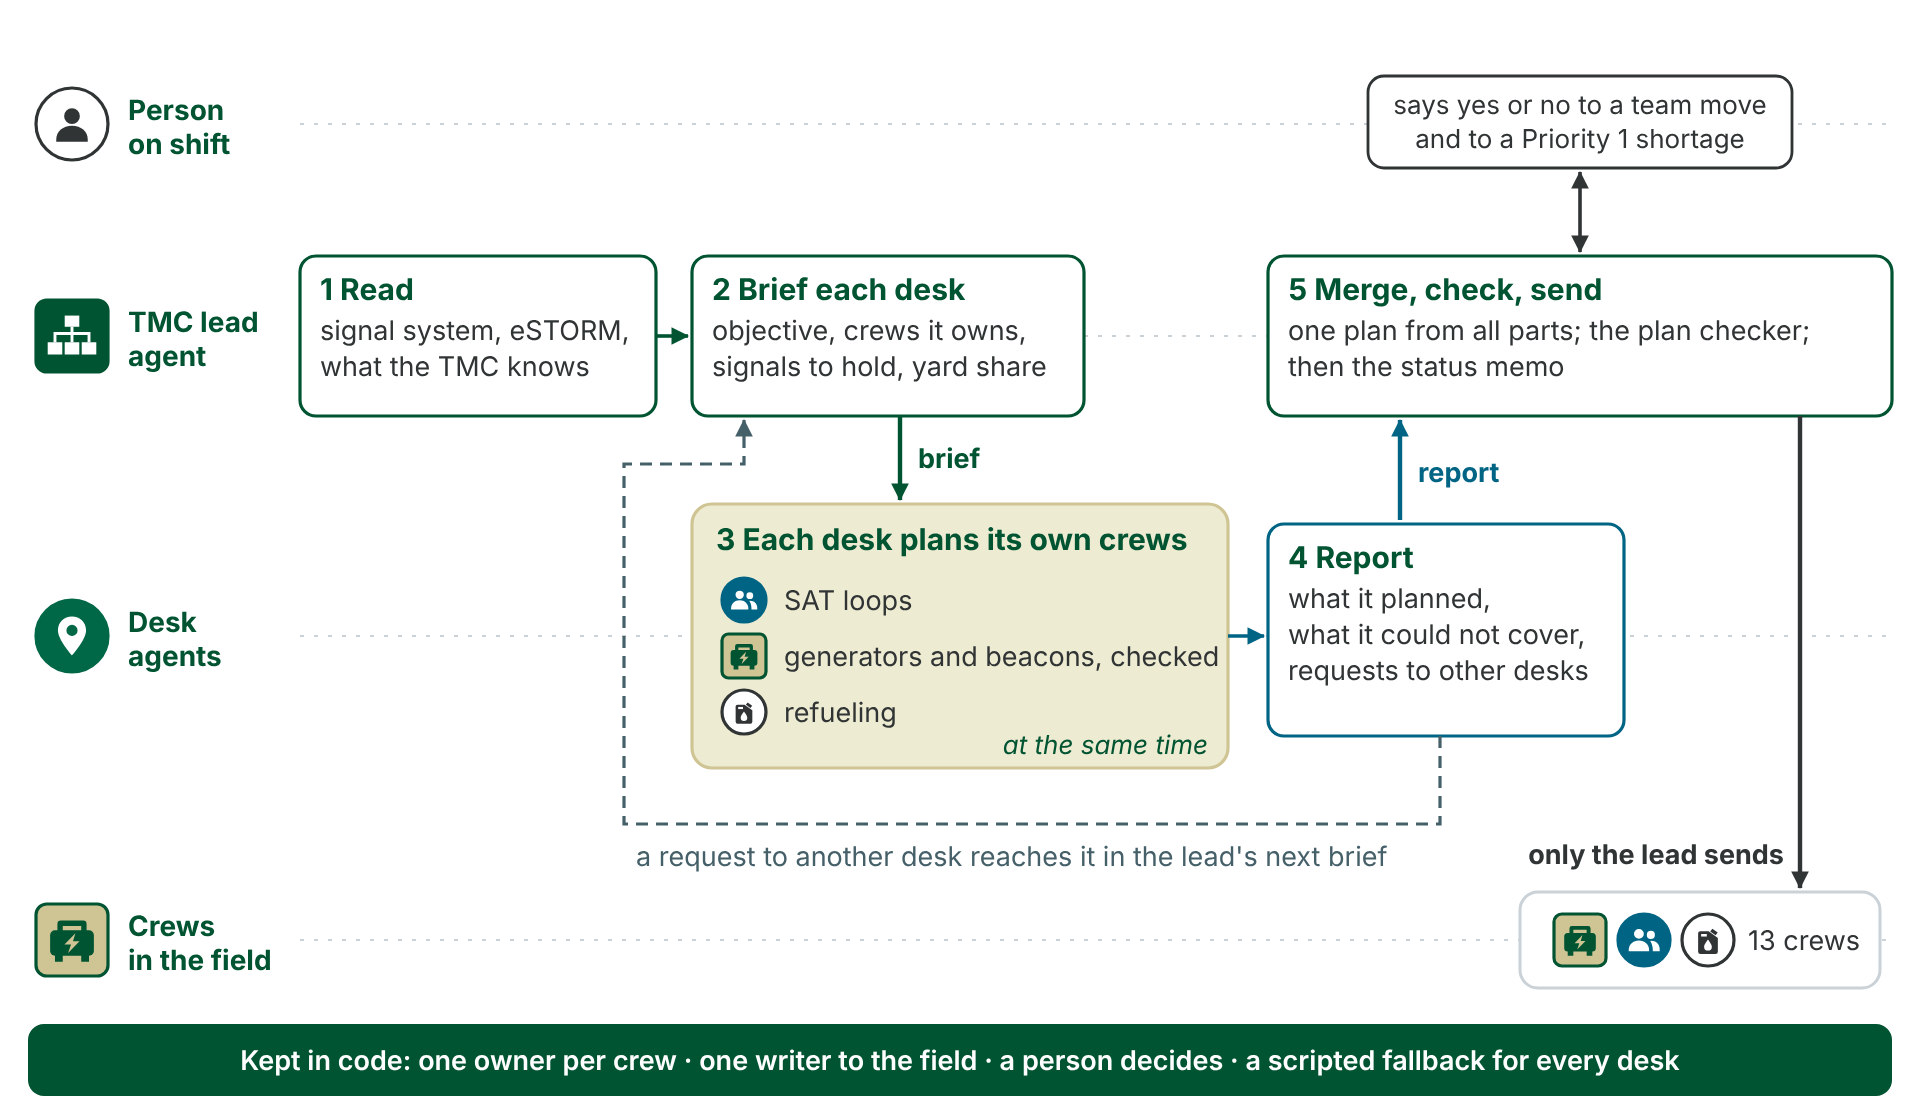 Person
on shift
says yes or no to a team move
and to a Priority 1 shortage
TMC lead
agent
1 Read
signal system, eSTORM,
what the TMC knows
2 Brief each desk
objective, crews it owns,
signals to hold, yard share
5 Merge, check, send
one plan from all parts; the plan checker;
then the status memo
brief
report
Desk
agents
3 Each desk plans its own crews
SAT loops
generators and beacons, checked
refueling
at the same time
4 Report
what it planned,
what it could not cover,
requests to other desks
a request to another desk reaches it in the lead's next brief
only the lead sends
Crews
in the field
13 crews
Kept in code: one owner per crew · one writer to the field · a person decides · a scripted fallback for every desk